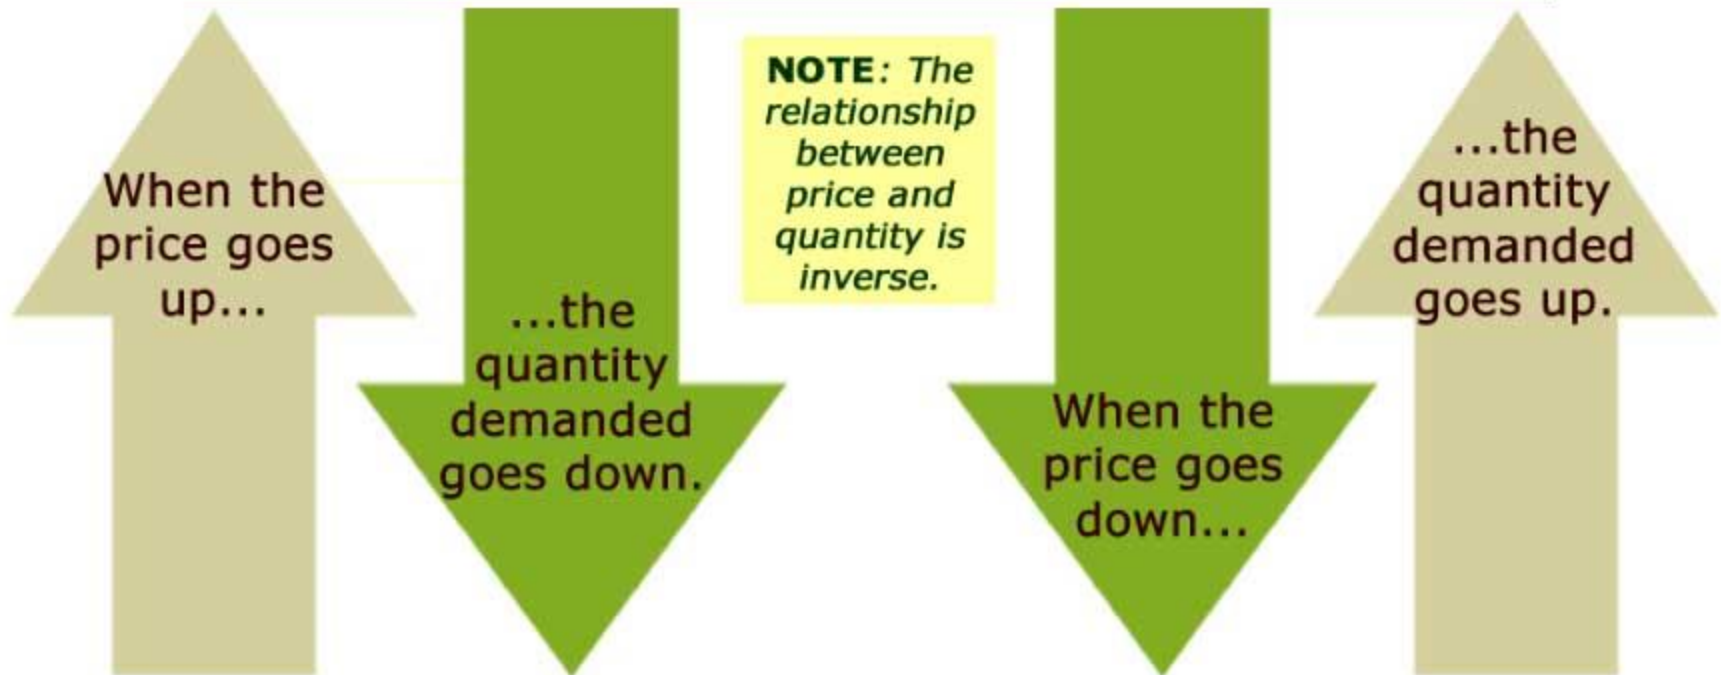 When the
price goes
up...
...the
quantity
demanded
goes down.
NOTE: The
relationship
between
price and
quantity is
inverse.
When the
price goes
down...
...the
quantity
demanded
goes up.